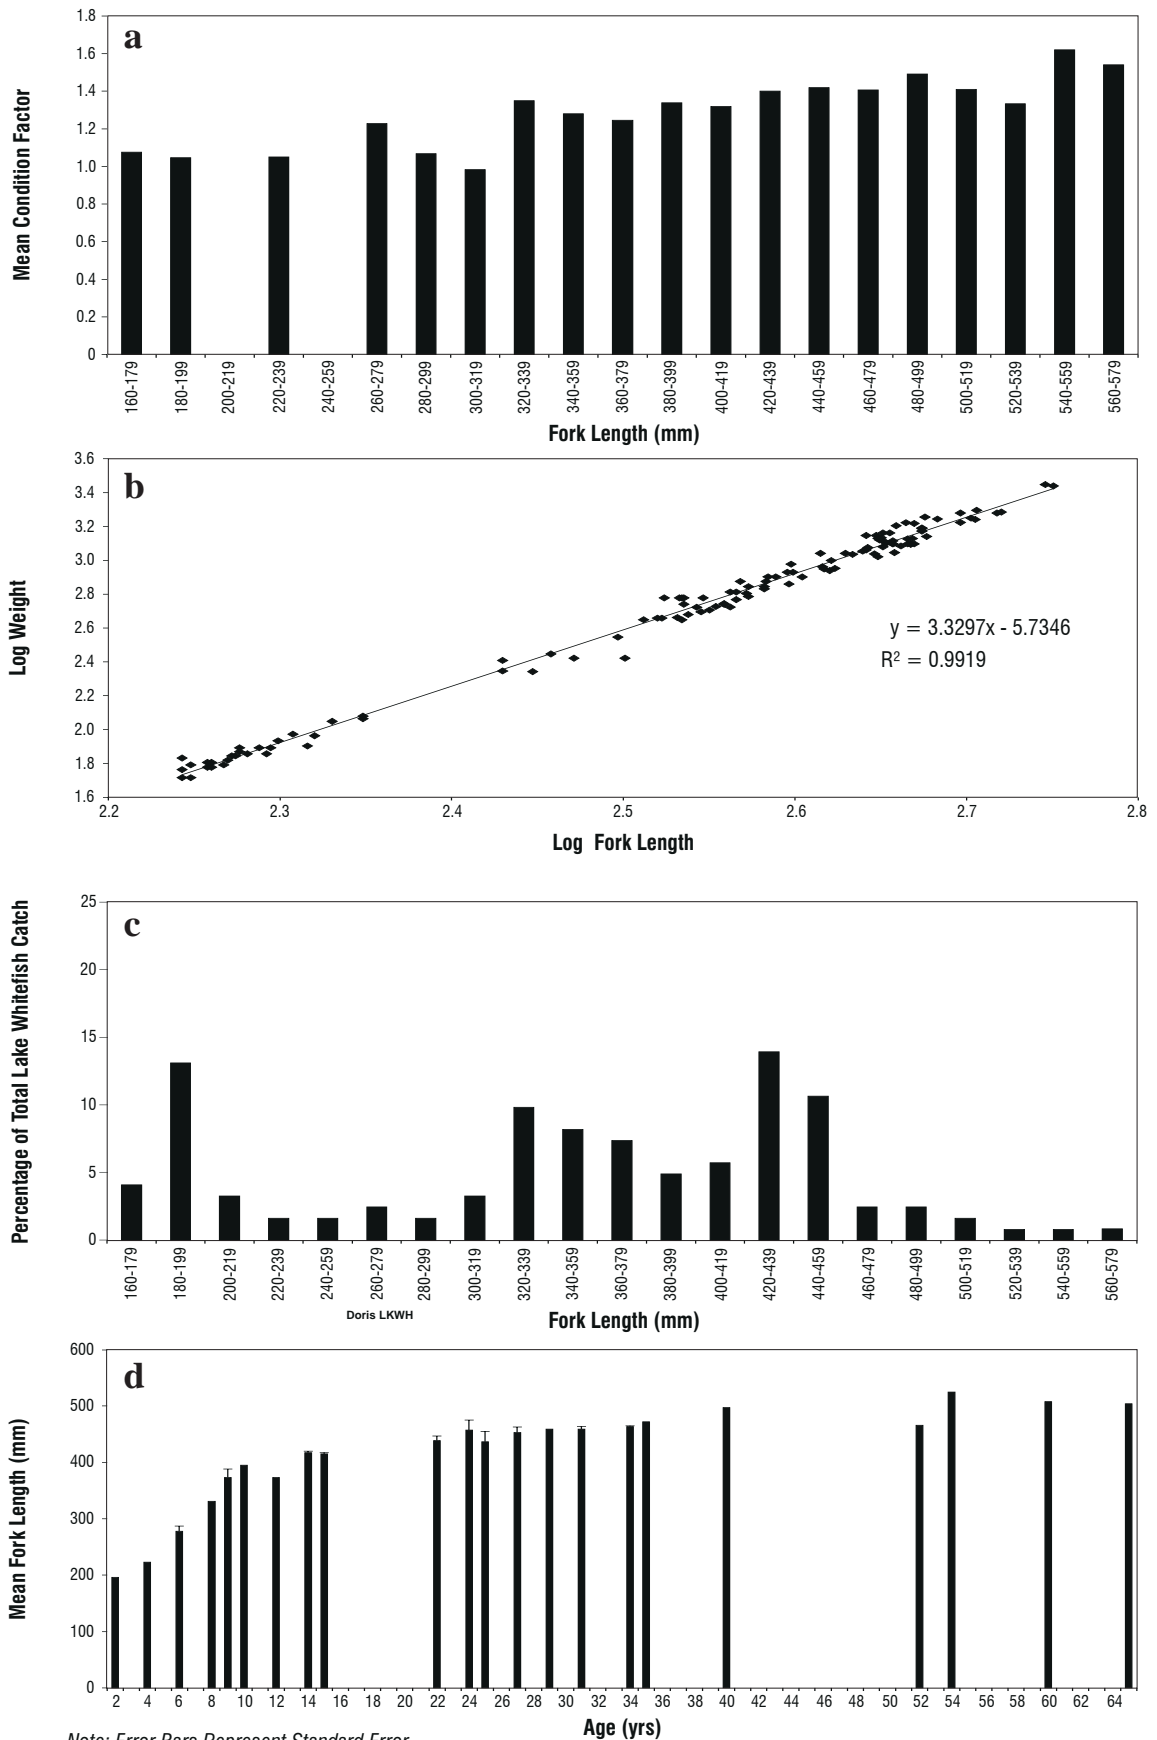 a
Mean Condition Factor
1.8
1.6
1.4
1.2
1.0
0.8
0.6
0.4
0.2
0
160-179 180-199 200-219 220-239 240-259 260-279 280-299 300-319 320-339 340-359 360-379 380-399 400-419 420-439 440-459 460-479 480-499 500-519 520-539 540-559 560-579
Fork Length (mm)
b
Log Weight
3.6
3.4
3.2
3.0
2.8
2.6
2.4
2.2
2.0
1.8
1.6
y = 3.3297x - 5.7346
R² = 0.9919
2.2 2.3 2.4 2.5 2.6 2.7 2.8
Log Fork Length
c
Percentage of Total Lake Whitefish Catch
25
20
15
10
5
0
160-179 180-199 200-219 220-239 240-259 260-279 280-299 300-319 320-339 340-359 360-379 380-399 400-419 420-439 440-459 460-479 480-499 500-519 520-539 540-559 560-579
Doris LKWH
Fork Length (mm)
d
Mean Fork Length (mm)
600
500
400
300
200
100
0
2 4 6 8 10 12 14 16 18 20 22 24 26 28 30 32 34 36 38 40 42 44 46 48 50 52 54 56 58 60 62 64
Age (yrs)
Note: Error Bars Represent Standard Error